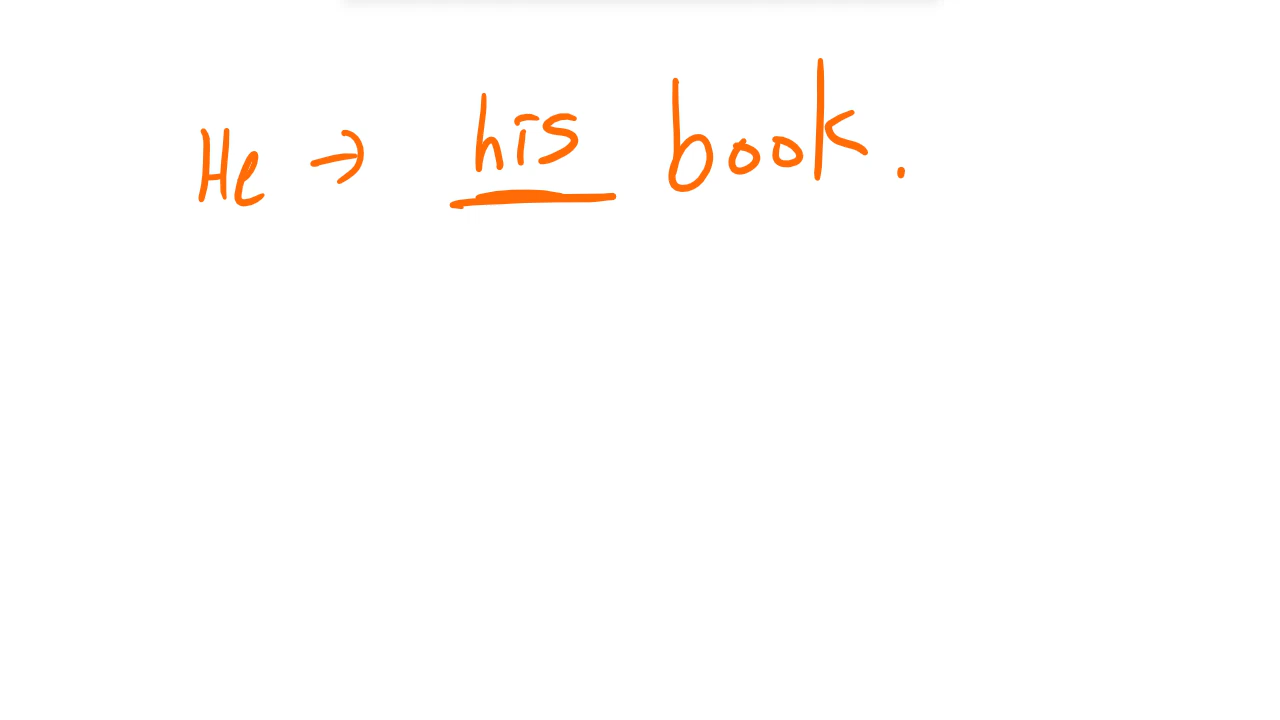 He → his book.